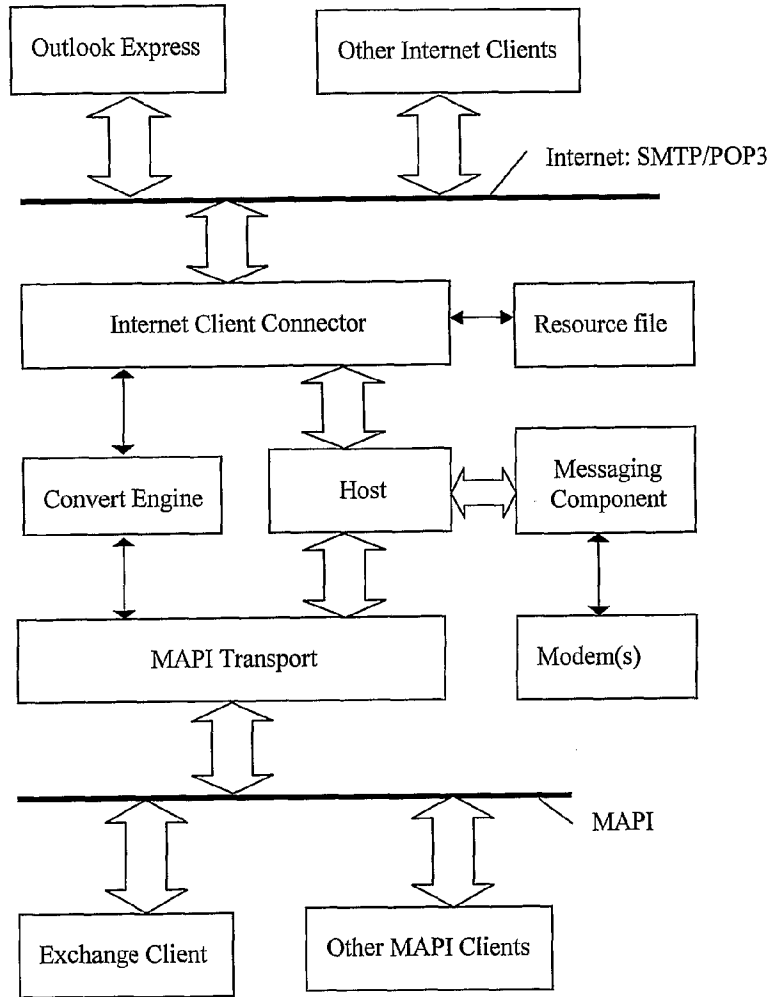 Outlook Express
Other Internet Clients
Internet: SMTP/POP3
Internet Client Connector
Resource file
Convert Engine
Host
Messaging
Component
MAPI Transport
Modem(s)
MAPI
Exchange Client
Other MAPI Clients